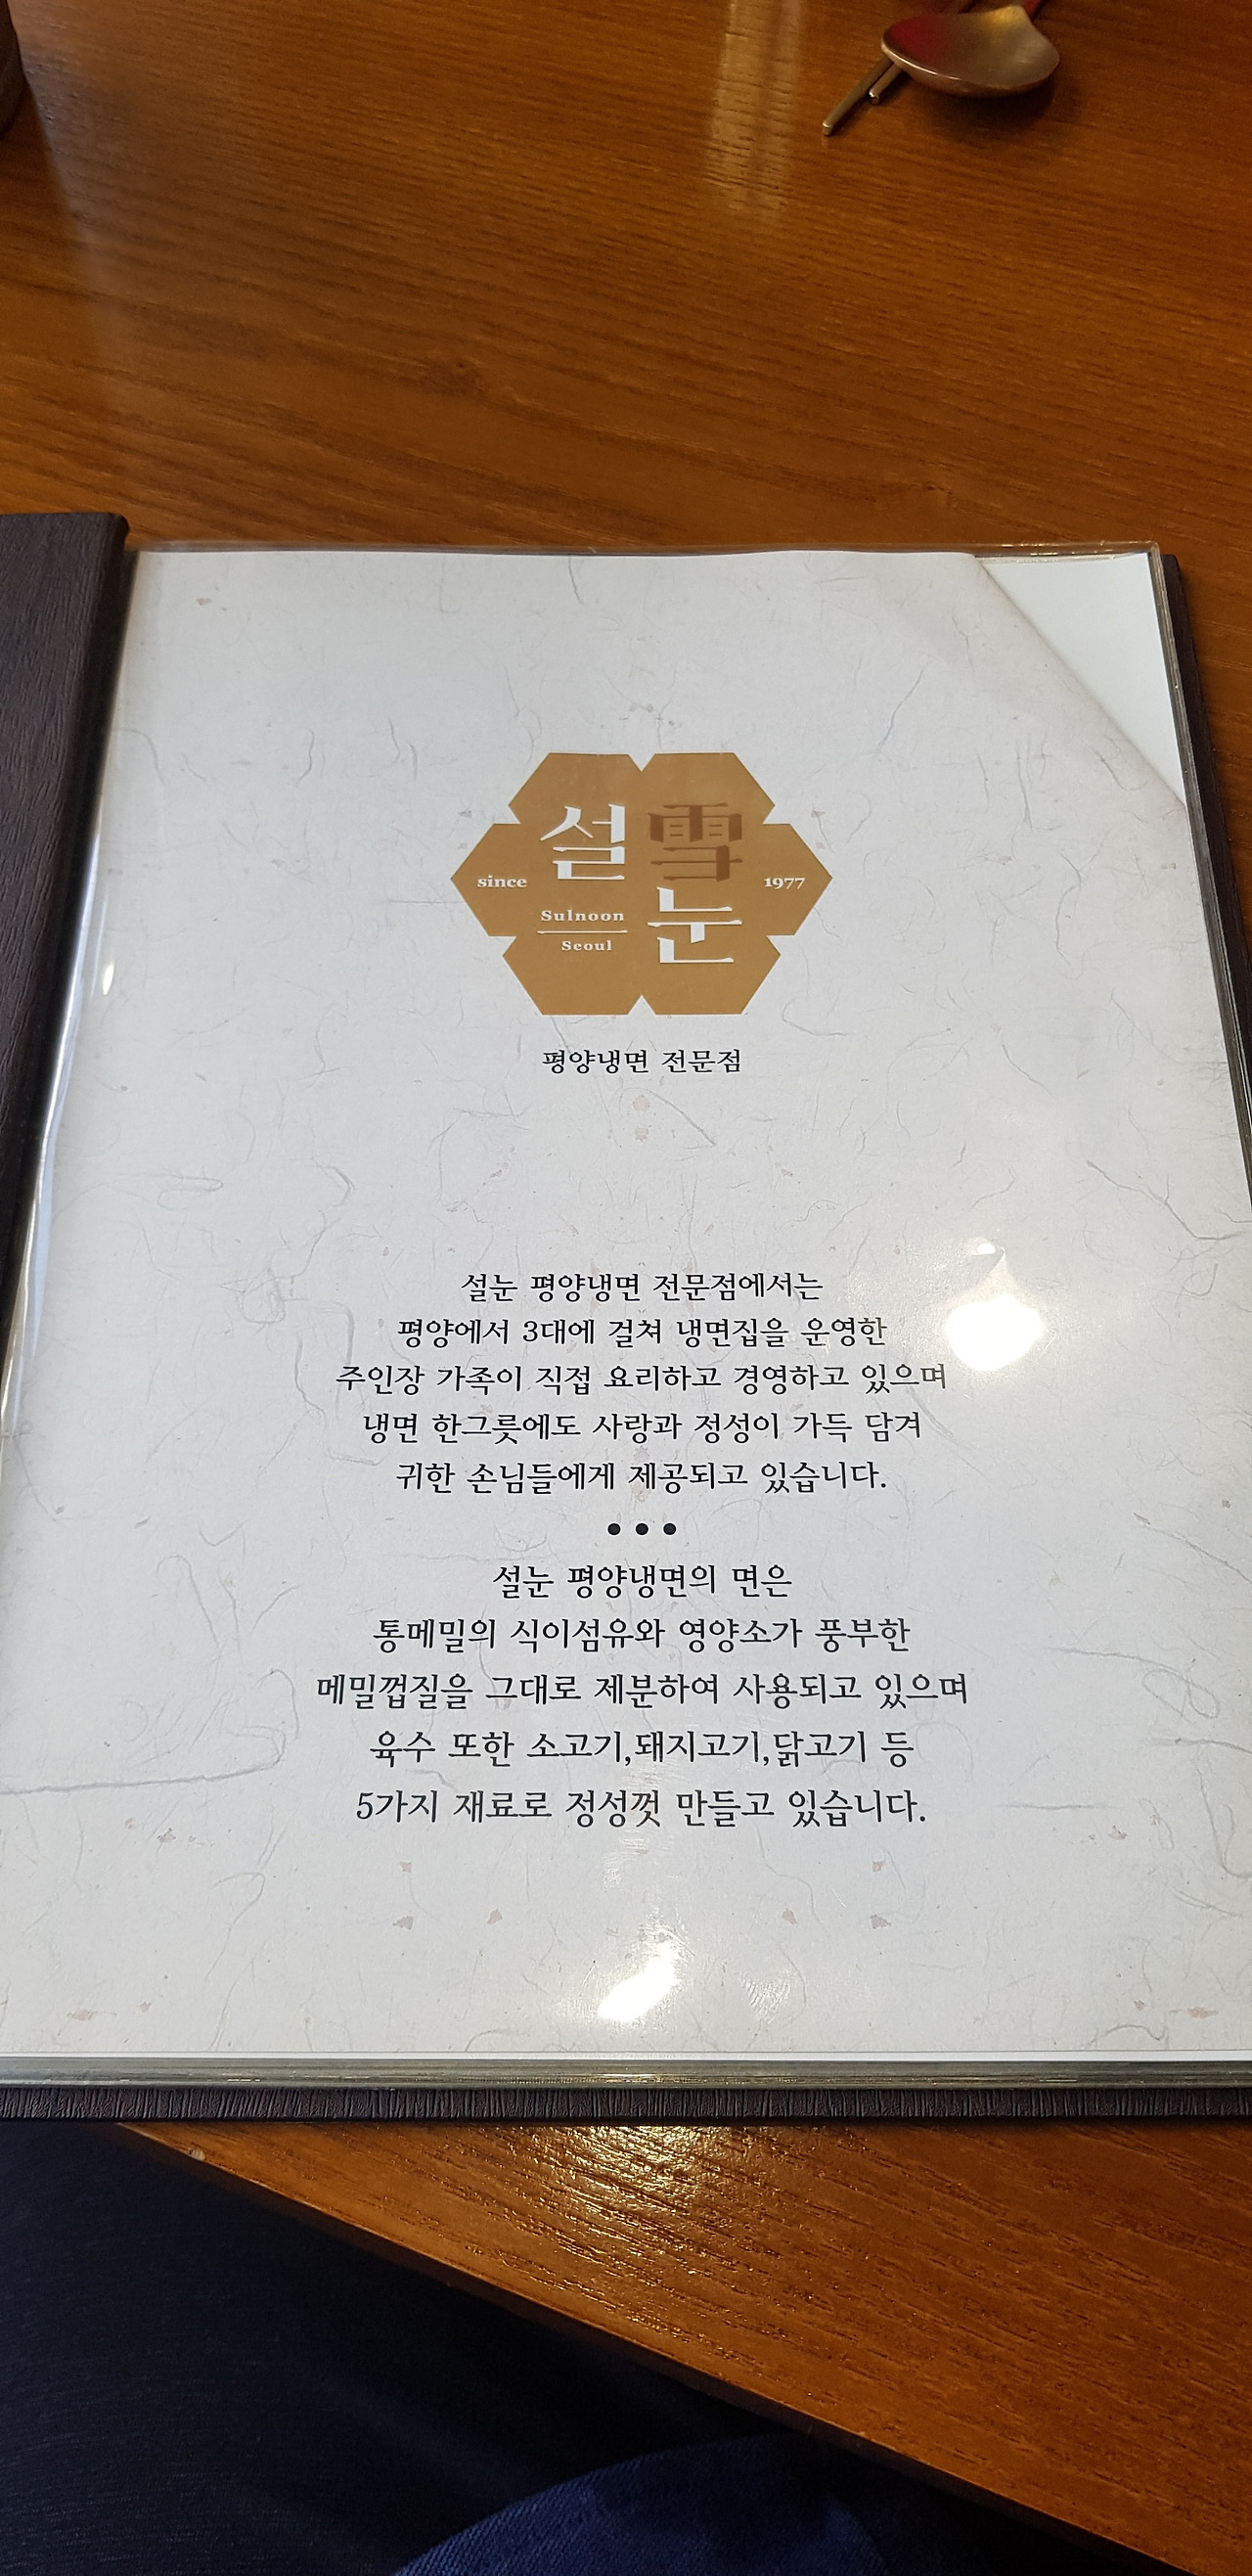 설 雪
since 1977
Sulnoon 눈
Seoul
평양냉면 전문점
설눈 평양냉면 전문점에서는
평양에서 3대에 걸쳐 냉면집을 운영한
주인장 가족이 직접 요리하고 경영하고 있으며
냉면 한그릇에도 사랑과 정성이 가득 담겨
귀한 손님들에게 제공되고 있습니다.
● ● ●
설눈 평양냉면의 면은
통메밀의 식이섬유와 영양소가 풍부한
메밀껍질을 그대로 제분하여 사용되고 있으며
육수 또한 소고기,돼지고기,닭고기 등
5가지 재료로 정성껏 만들고 있습니다.